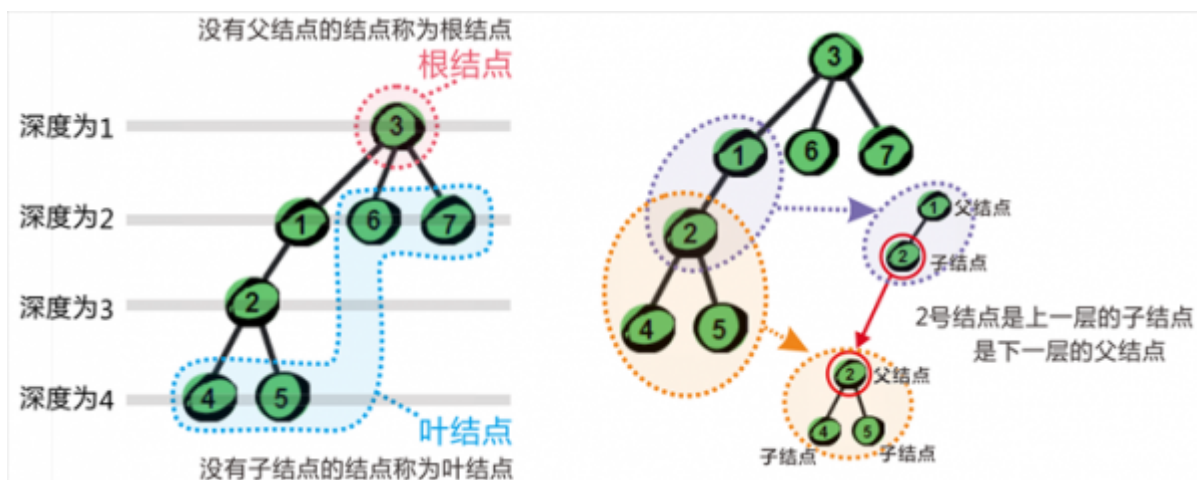 没有父结点的结点称为根结点
根结点
深度为1
3
深度为2
1
6
7
深度为3
2
深度为4
4
5
叶结点
没有子结点的结点称为叶结点
3
1
6
7
2
4
5
1
父结点
2
子结点
2号结点是上一层的子结点
是下一层的父结点
2
父结点
4
5
子结点
子结点